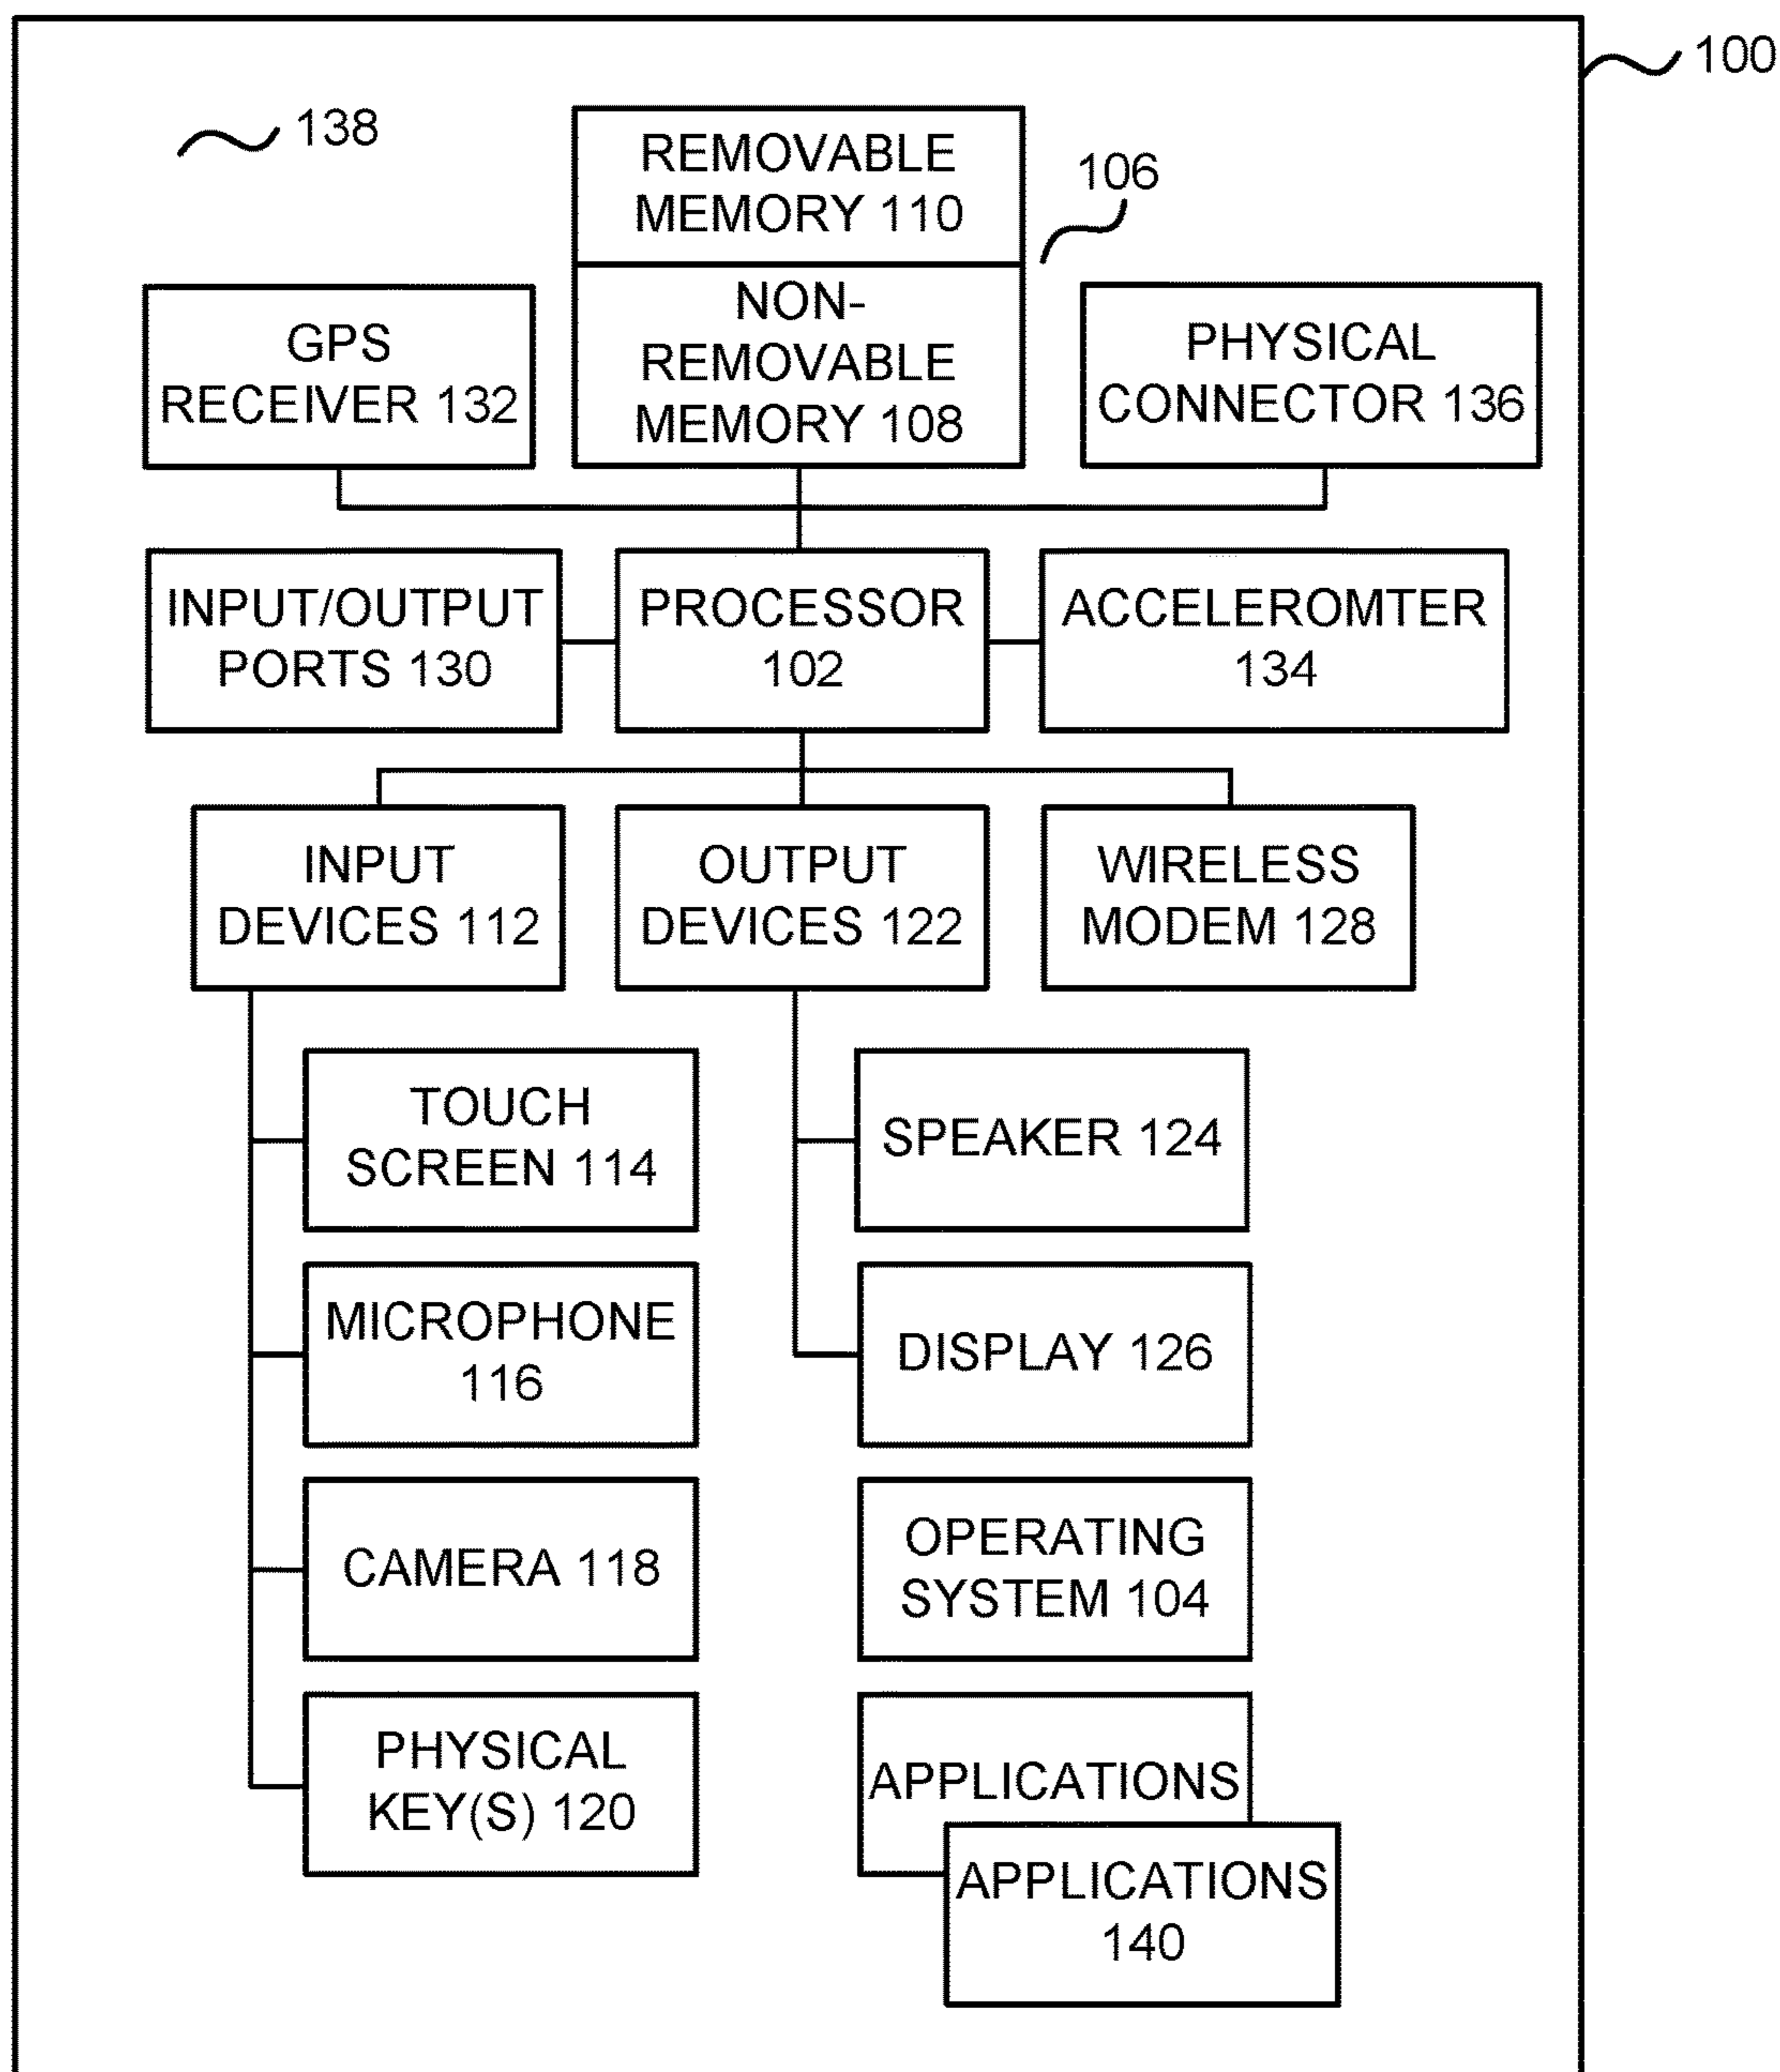 100
138
REMOVABLE
MEMORY 110
106
NON-
REMOVABLE
MEMORY 108
GPS
RECEIVER 132
PHYSICAL
CONNECTOR 136
INPUT/OUTPUT
PORTS 130
PROCESSOR
102
ACCELEROMTER
134
INPUT
DEVICES 112
OUTPUT
DEVICES 122
WIRELESS
MODEM 128
TOUCH
SCREEN 114
SPEAKER 124
MICROPHONE
116
DISPLAY 126
CAMERA 118
OPERATING
SYSTEM 104
PHYSICAL
KEY(S) 120
APPLICATIONS
APPLICATIONS
140